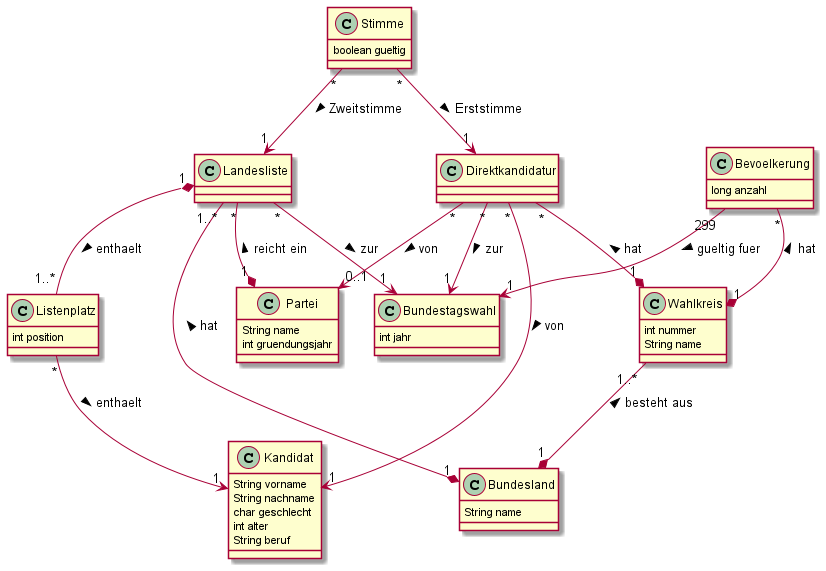 C Stimme
boolean gueltig
* *
Zweitstimme Erststimme
1 1
C Landesliste
C Direktkandidatur
C Bevoelkerung
long anzahl
1
1..* * *
* * * *
299 *
enthaelt
reicht ein
zur
von
zur
hat
gueltig fuer
hat
1..* 1 0..1 1 1 1 1 1
C Listenplatz
int position
C Partei
String name
int gruendungsjahr
C Bundestagswahl
int jahr
C Wahlkreis
int nummer
String name
hat
von
*
1..*
enthaelt
besteht aus
1 1 1 1
C Kandidat
String vorname
String nachname
char geschlecht
int alter
String beruf
C Bundesland
String name